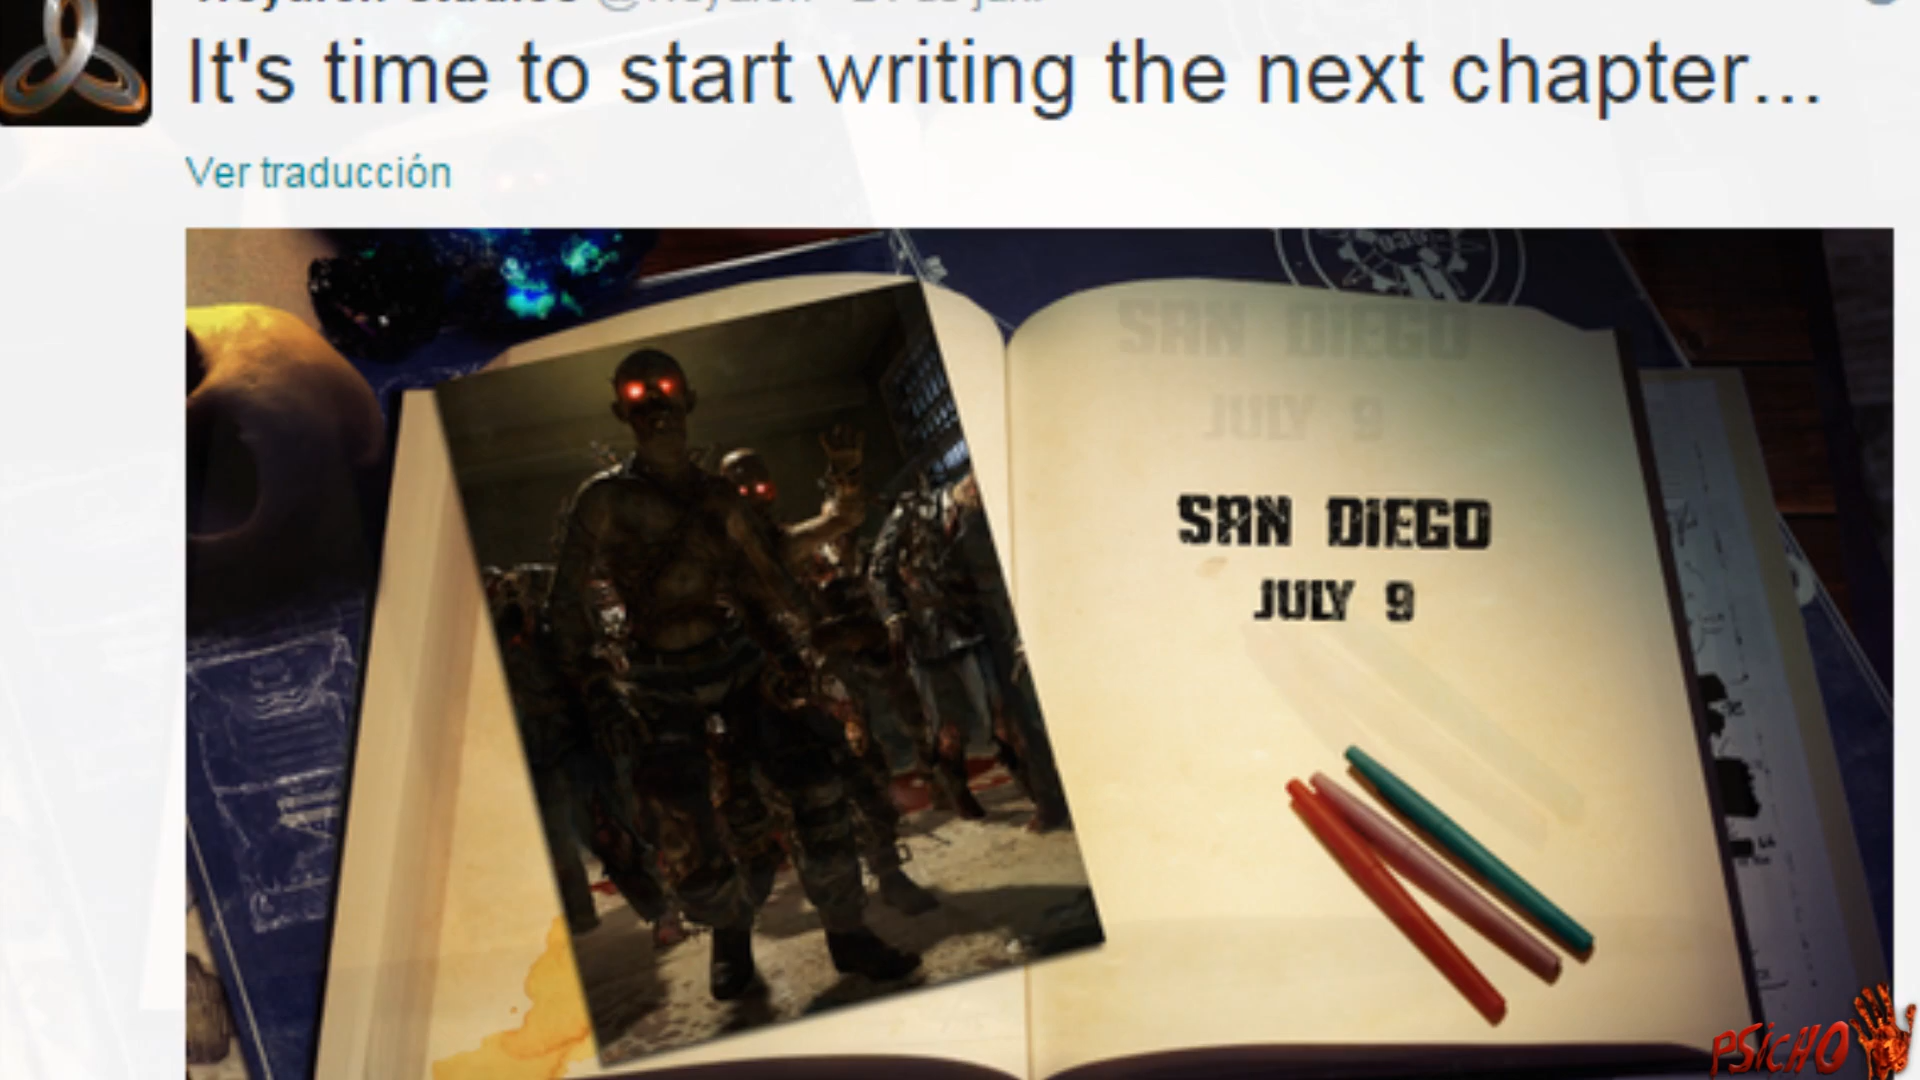 It's time to start writing the next chapter...
Ver traducción
SAN DIEGO
JULY 9
SAN DIEGO
JULY 9
PSICHO